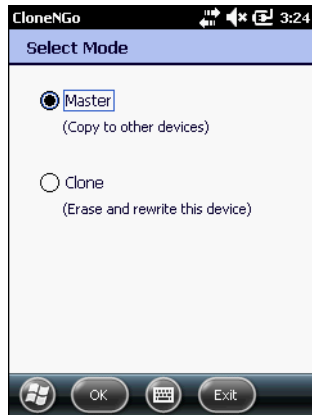 CloneNGo 3:24
Select Mode
Master
(Copy to other devices)
Clone
(Erase and rewrite this device)
OK Exit